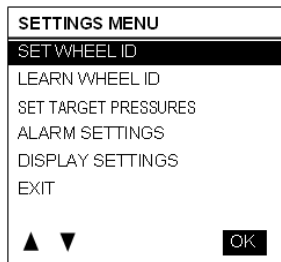 SETTINGS MENU
SET WHEEL ID
LEARN WHEEL ID
SET TARGET PRESSURES
ALARM SETTINGS
DISPLAY SETTINGS
EXIT
▲ ▼ OK